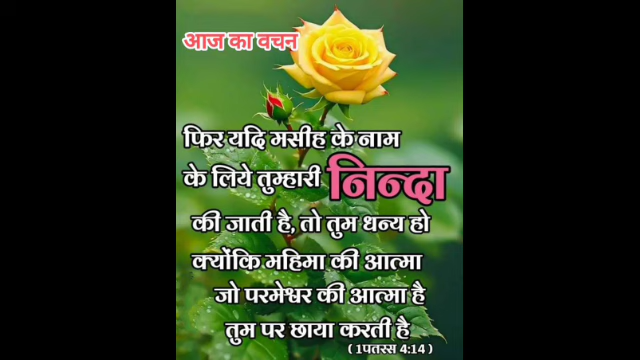 आज का वचन
फिर यदि मसीह के नाम
के लिये तुम्हारी निन्दा
की जाती है, तो तुम धन्य हो
क्योंकि महिमा की आत्मा
जो परमेश्वर की आत्मा है
तुम पर छाया करती है
( 1पतरस 4:14 )